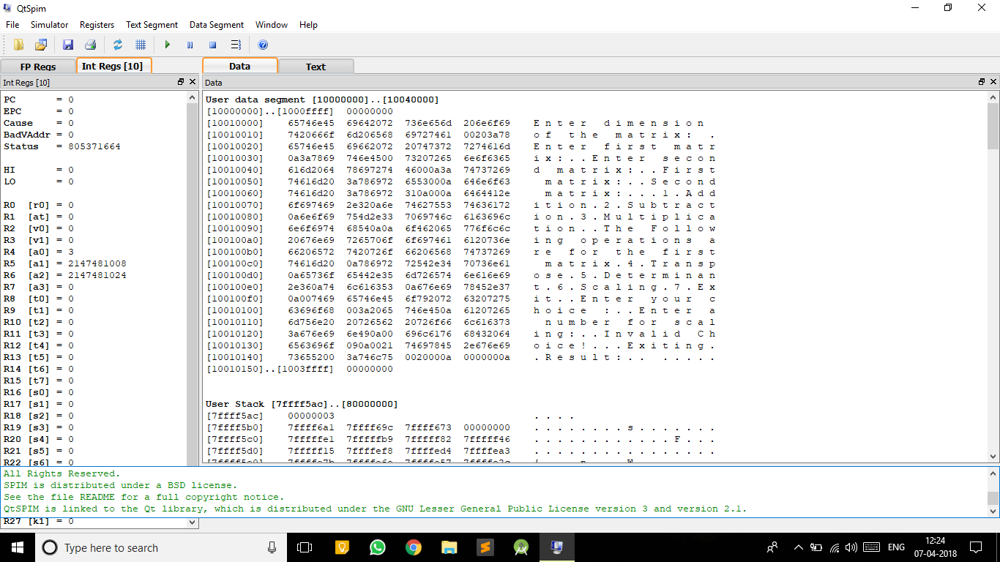 QtSpim
File Simulator Registers Text Segment Data Segment Window Help
FP Regs Int Regs [10] Data Text
Int Regs [10] Data
PC = 0
EPC = 0
Cause = 0
BadVAddr = 0
Status = 805371664
HI = 0
LO = 0
R0 [r0] = 0
R1 [at] = 0
R2 [v0] = 0
R3 [v1] = 0
R4 [a0] = 3
R5 [a1] = 2147481008
R6 [a2] = 2147481024
R7 [a3] = 0
R8 [t0] = 0
R9 [t1] = 0
R10 [t2] = 0
R11 [t3] = 0
R12 [t4] = 0
R13 [t5] = 0
R14 [t6] = 0
R15 [t7] = 0
R16 [s0] = 0
R17 [s1] = 0
R18 [s2] = 0
R19 [s3] = 0
R20 [s4] = 0
R21 [s5] = 0
R22 [s6] = 0
User data segment [10000000]..[10040000]
[10000000]..[1000ffff] 00000000
[10010000] 65746e45 69642072 736e656d 206e6f69 E n t e r d i m e n s i o n
[10010010] 7420666f 6d206568 69727461 00203a78 o f t h e m a t r i x : .
[10010020] 65746e45 69662072 20747372 7274616d E n t e r f i r s t m a t r
[10010030] 0a3a7869 746e4500 73207265 6e6f6365 i x : . . E n t e r s e c o n
[10010040] 616d2064 78697274 46000a3a 74737269 d m a t r i x : . . F i r s t
[10010050] 74616d20 3a786972 6553000a 646e6f63 m a t r i x : . . S e c o n d
[10010060] 74616d20 3a786972 310a000a 6464412e m a t r i x : . . . 1 . A d d
[10010070] 6f697469 2e320a6e 74627553 74636172 i t i o n . 2 . S u b t r a c t
[10010080] 0a6e6f69 754d2e33 7069746c 6163696c i o n . 3 . M u l t i p l i c a
[10010090] 6e6f6974 68540a0a 6f462065 776f6c6c t i o n . . T h e F o l l o w
[100100a0] 20676e69 7265706f 6f697461 6120736e i n g o p e r a t i o n s a
[100100b0] 66206572 7420726f 66206568 74737269 r e f o r t h e f i r s t
[100100c0] 74616d20 0a786972 72542e34 70736e61 m a t r i x . 4 . T r a n s p
[100100d0] 0a65736f 65442e35 6d726574 6e616e69 o s e . 5 . D e t e r m i n a n
[100100e0] 2e360a74 6c616353 0a676e69 78452e37 t . 6 . S c a l i n g . 7 . E x
[100100f0] 0a007469 65746e45 6f792072 63207275 i t . . E n t e r y o u r c
[10010100] 63696f68 003a2065 746e450a 61207265 h o i c e : . . E n t e r a
[10010110] 6d756e20 20726562 20726f66 6c616373 n u m b e r f o r s c a l
[10010120] 3a676e69 6e490a00 696c6176 68432064 i n g : . . I n v a l i d C h
[10010130] 6563696f 090a0021 74697845 2e676e69 o i c e ! . . . E x i t i n g .
[10010140] 73655200 3a746c75 0020000a 0000000a . R e s u l t : . . . . . . .
[10010150]..[1003ffff] 00000000
User Stack [7ffff5ac]..[80000000]
[7ffff5ac] 00000003 . . . .
[7ffff5b0] 7ffff6a1 7ffff69c 7ffff673 00000000 . . . . . . . . s . . . . . . .
[7ffff5c0] 7fffffe1 7fffffb9 7fffff82 7fffff46 . . . . . . . . . . . . F . . .
[7ffff5d0] 7fffff15 7ffffef8 7ffffed4 7ffffea3 . . . . . . . . . . . . . . . .
All Rights Reserved.
SPIM is distributed under a BSD license.
See the file README for a full copyright notice.
QtSPIM is linked to the Qt library, which is distributed under the GNU Lesser General Public License version 3 and version 2.1.
R27 [k1] = 0
Type here to search
ENG
12:24
07-04-2018